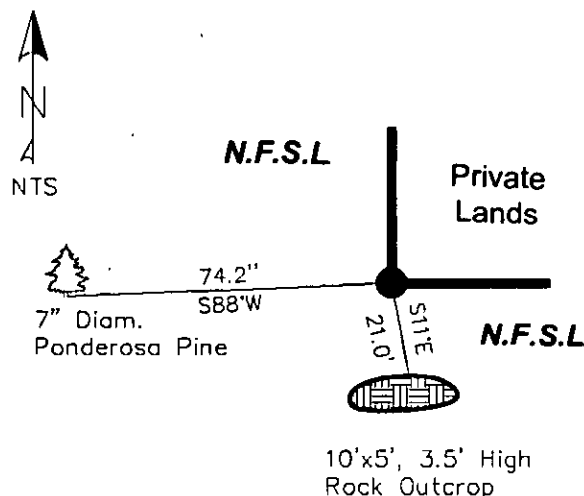 N
NTS
N.F.S.L
Private
Lands
74.2''
S88'W
7" Diam.
Ponderosa Pine
S11'E
21.0'
N.F.S.L
10'x5', 3.5' High
Rock Outcrop